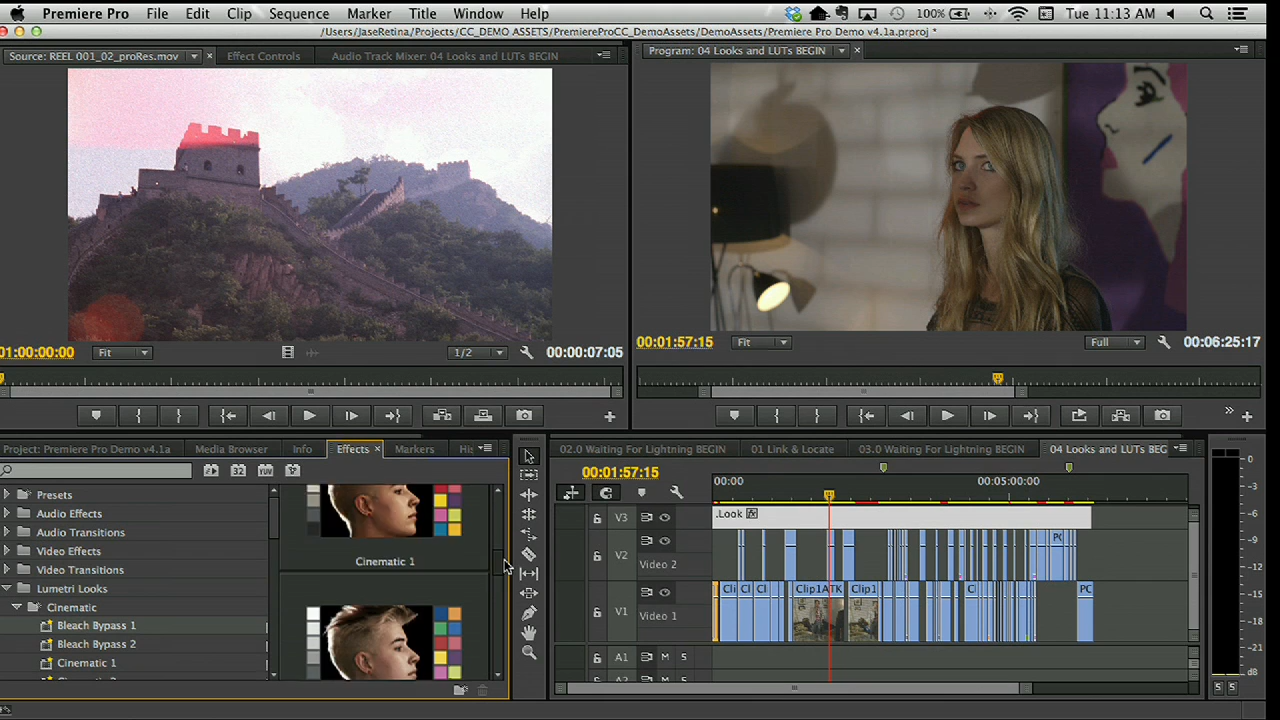 Premiere Pro File Edit Clip Sequence Marker Title Window Help 100% Tue 11:13 AM
/Users/JaseRetina/Projects/CC_DEMO ASSETS/PremiereProCC_DemoAssets/DemoAssets/Premiere Pro Demo v4.1a.prproj *
Source: REEL 001_02_proRes.mov Effect Controls Audio Track Mixer: 04 Looks and LUTs BEGIN
Program: 04 Looks and LUTs BEGIN
01:00:00:00 Fit 1/2 00:00:07:05
00:01:57:15 Fit Full 00:06:25:17
Project: Premiere Pro Demo v4.1a Media Browser Info Effects Markers
02.0 Waiting For Lightning BEGIN 01 Link & Locate 03.0 Waiting For Lightning BEGIN 04 Looks and LUTs BEG
Presets
Audio Effects
Audio Transitions
Video Effects
Video Transitions
Lumetri Looks
Cinematic
Bleach Bypass 1
Bleach Bypass 2
Cinematic 1
Cinematic 1
00:01:57:15
00:00 00:05:00:00
V3 .Look fx
V2 Video 2 PC
V1 Video 1 Cli Cl Cl Clip1ATK Clip1 C PC
A1 M S
0
-3
-6
-9
-12
-15
-18
-21
dB
S S